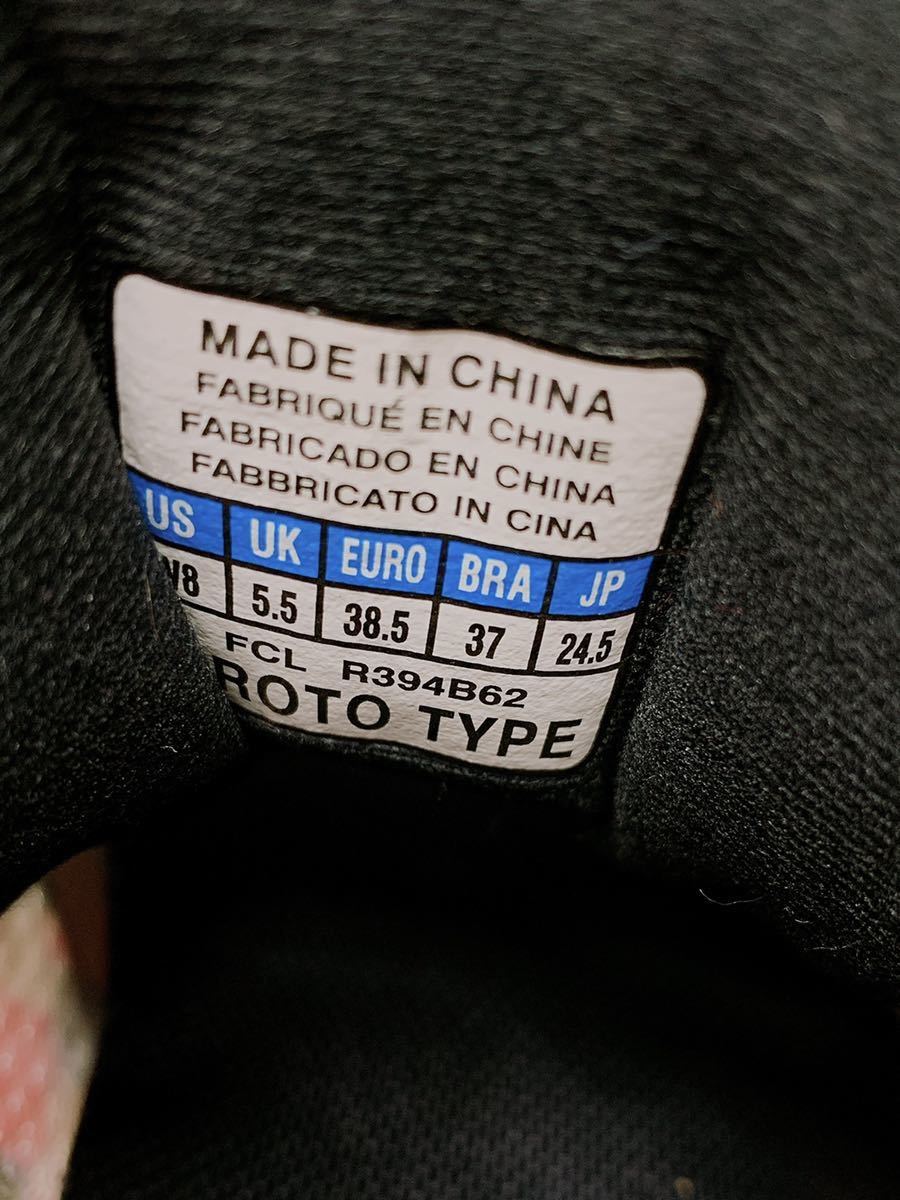 MADE IN CHINA
FABRIQUÉ EN CHINE
FABRICADO EN CHINA
FABBRICATO IN CINA
US UK EURO BRA JP
5.5 38.5 37 24.5
FCL R394B62
TYPE